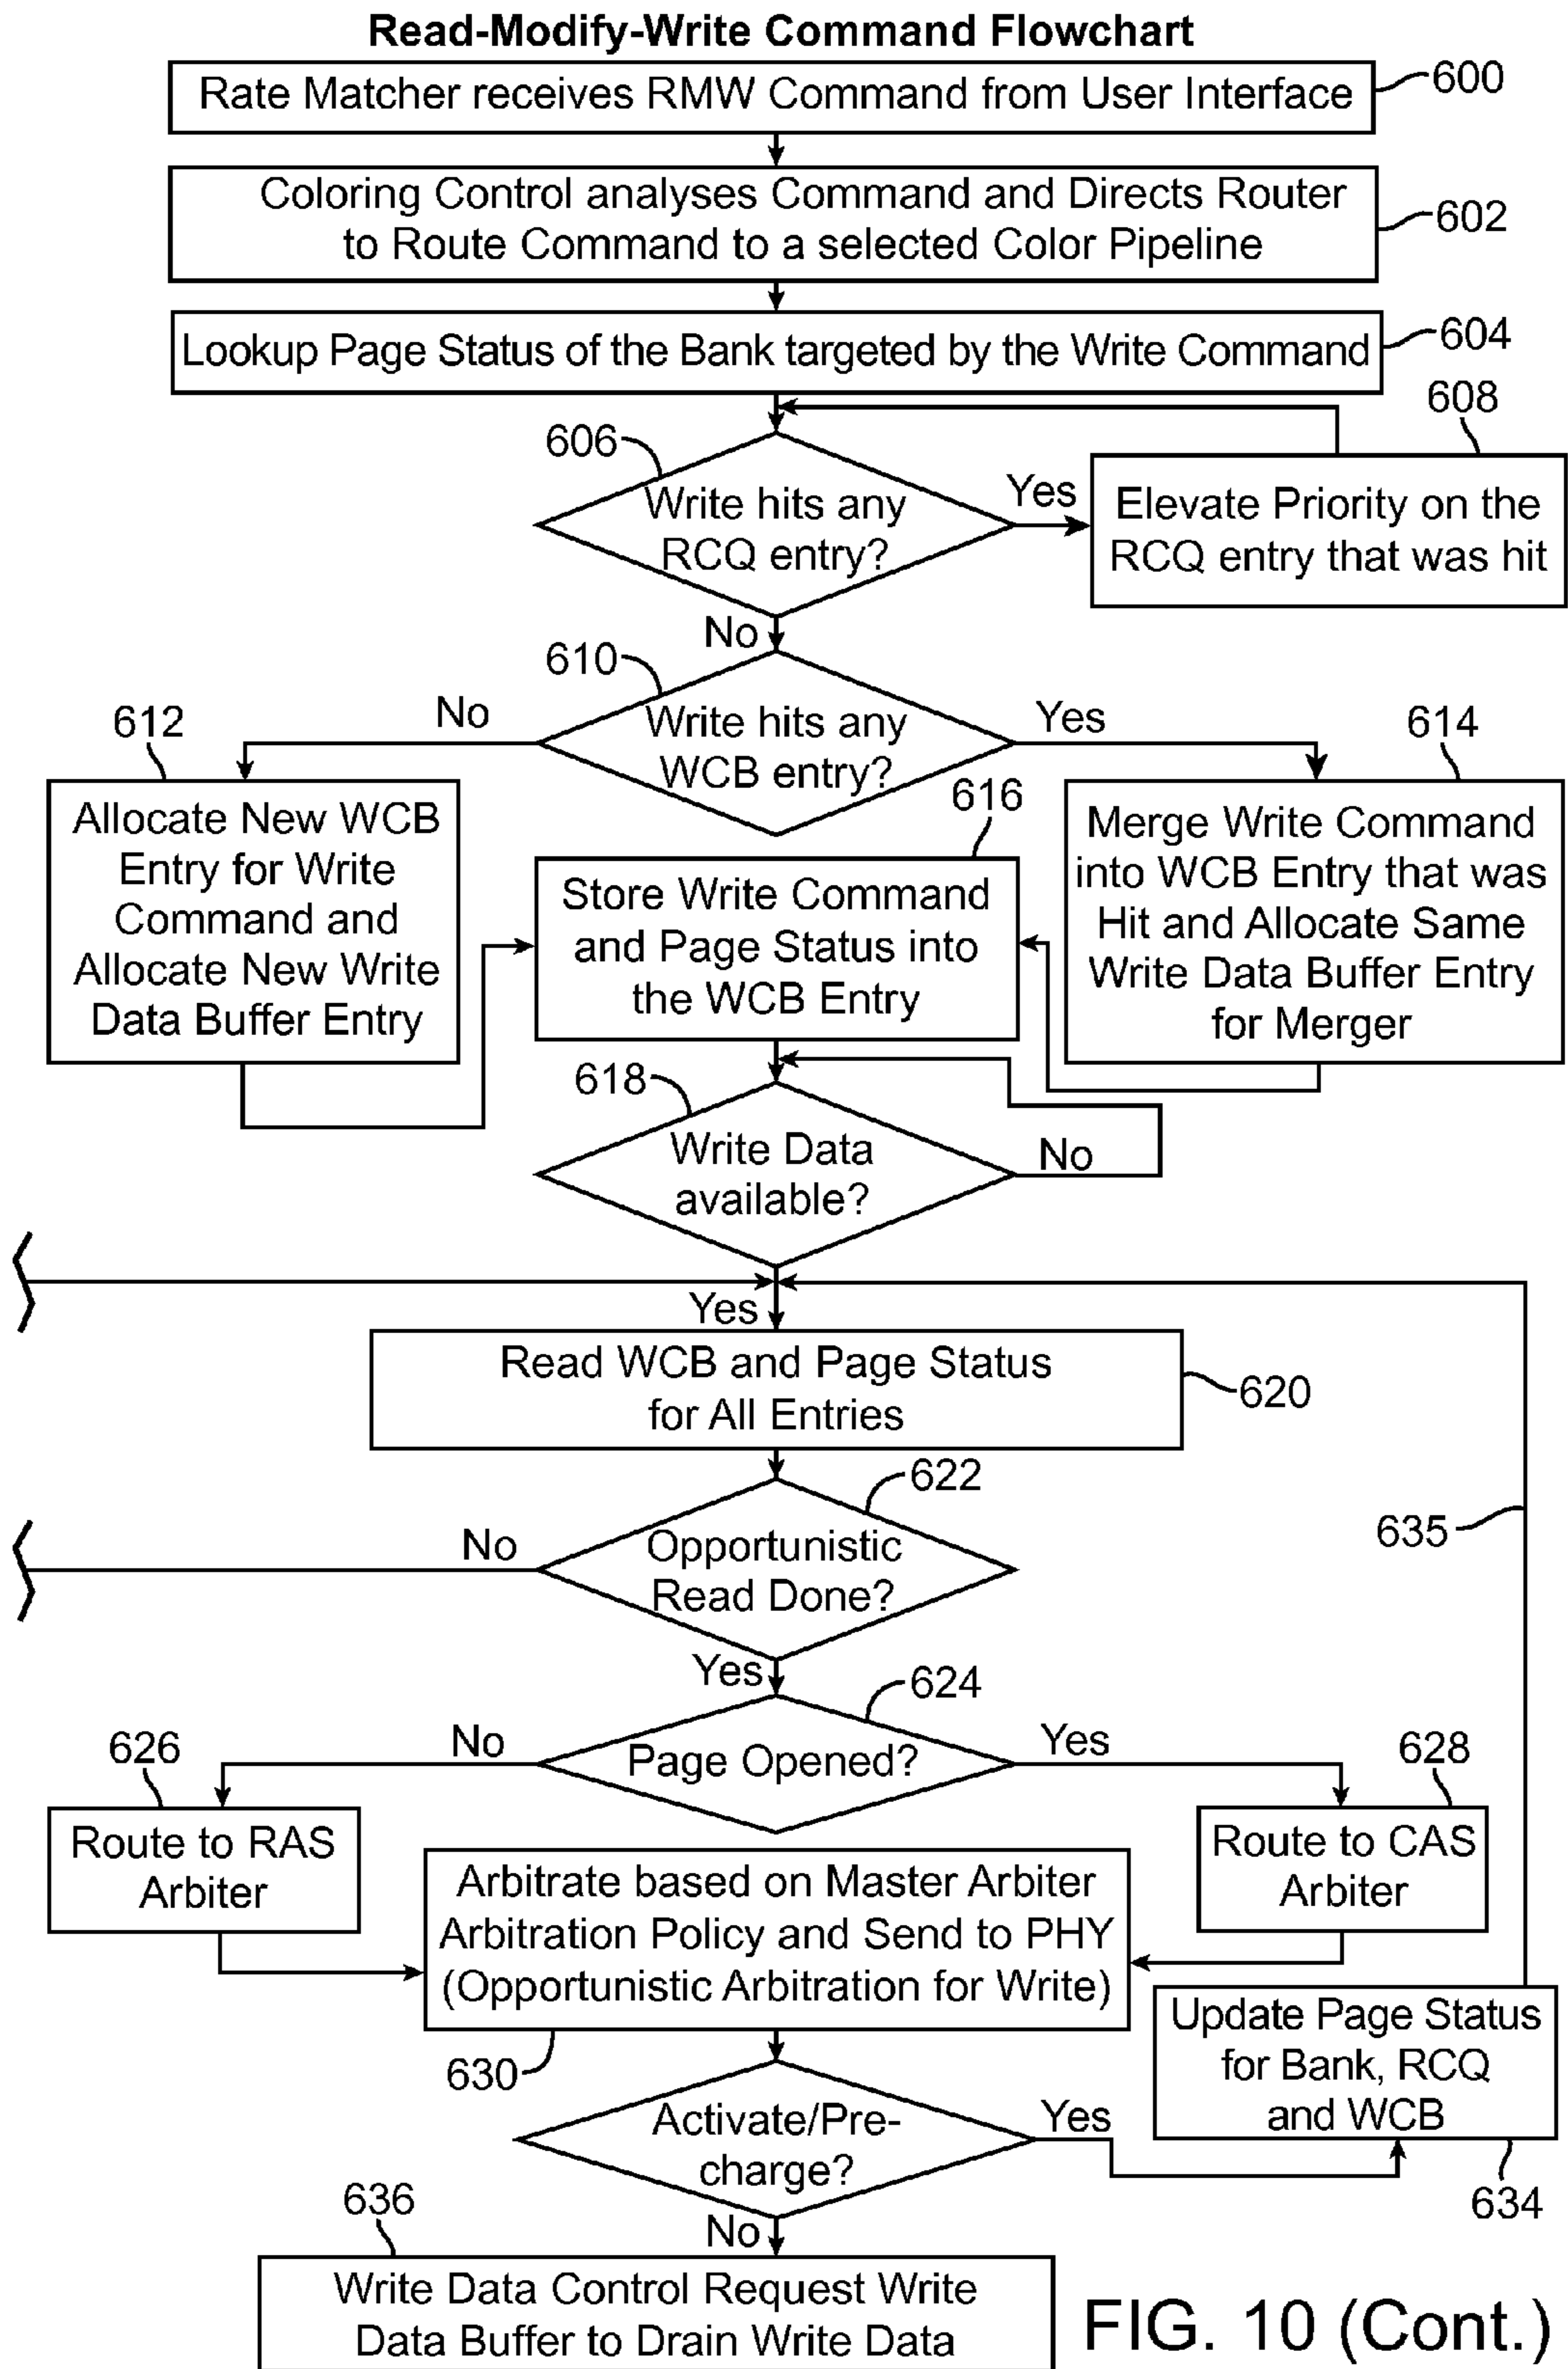 Read-Modify-Write Command Flowchart
Rate Matcher receives RMW Command from User Interface
600
Coloring Control analyses Command and Directs Router
to Route Command to a selected Color Pipeline
602
Lookup Page Status of the Bank targeted by the Write Command
604
608
606
Write hits any
RCQ entry?
Yes
Elevate Priority on the
RCQ entry that was hit
No
610
Write hits any
WCB entry?
No
Yes
612
614
Allocate New WCB
Entry for Write
Command and
Allocate New Write
Data Buffer Entry
616
Store Write Command
and Page Status into
the WCB Entry
Merge Write Command
into WCB Entry that was
Hit and Allocate Same
Write Data Buffer Entry
for Merger
618
Write Data
available?
No
Yes
Read WCB and Page Status
for All Entries
620
622
Opportunistic
Read Done?
No
635
Yes
624
Page Opened?
No
Yes
626
628
Route to RAS
Arbiter
Route to CAS
Arbiter
Arbitrate based on Master Arbiter
Arbitration Policy and Send to PHY
(Opportunistic Arbitration for Write)
630
Update Page Status
for Bank, RCQ
and WCB
634
Activate/Pre-
charge?
Yes
No
636
Write Data Control Request Write
Data Buffer to Drain Write Data
FIG. 10 (Cont.)